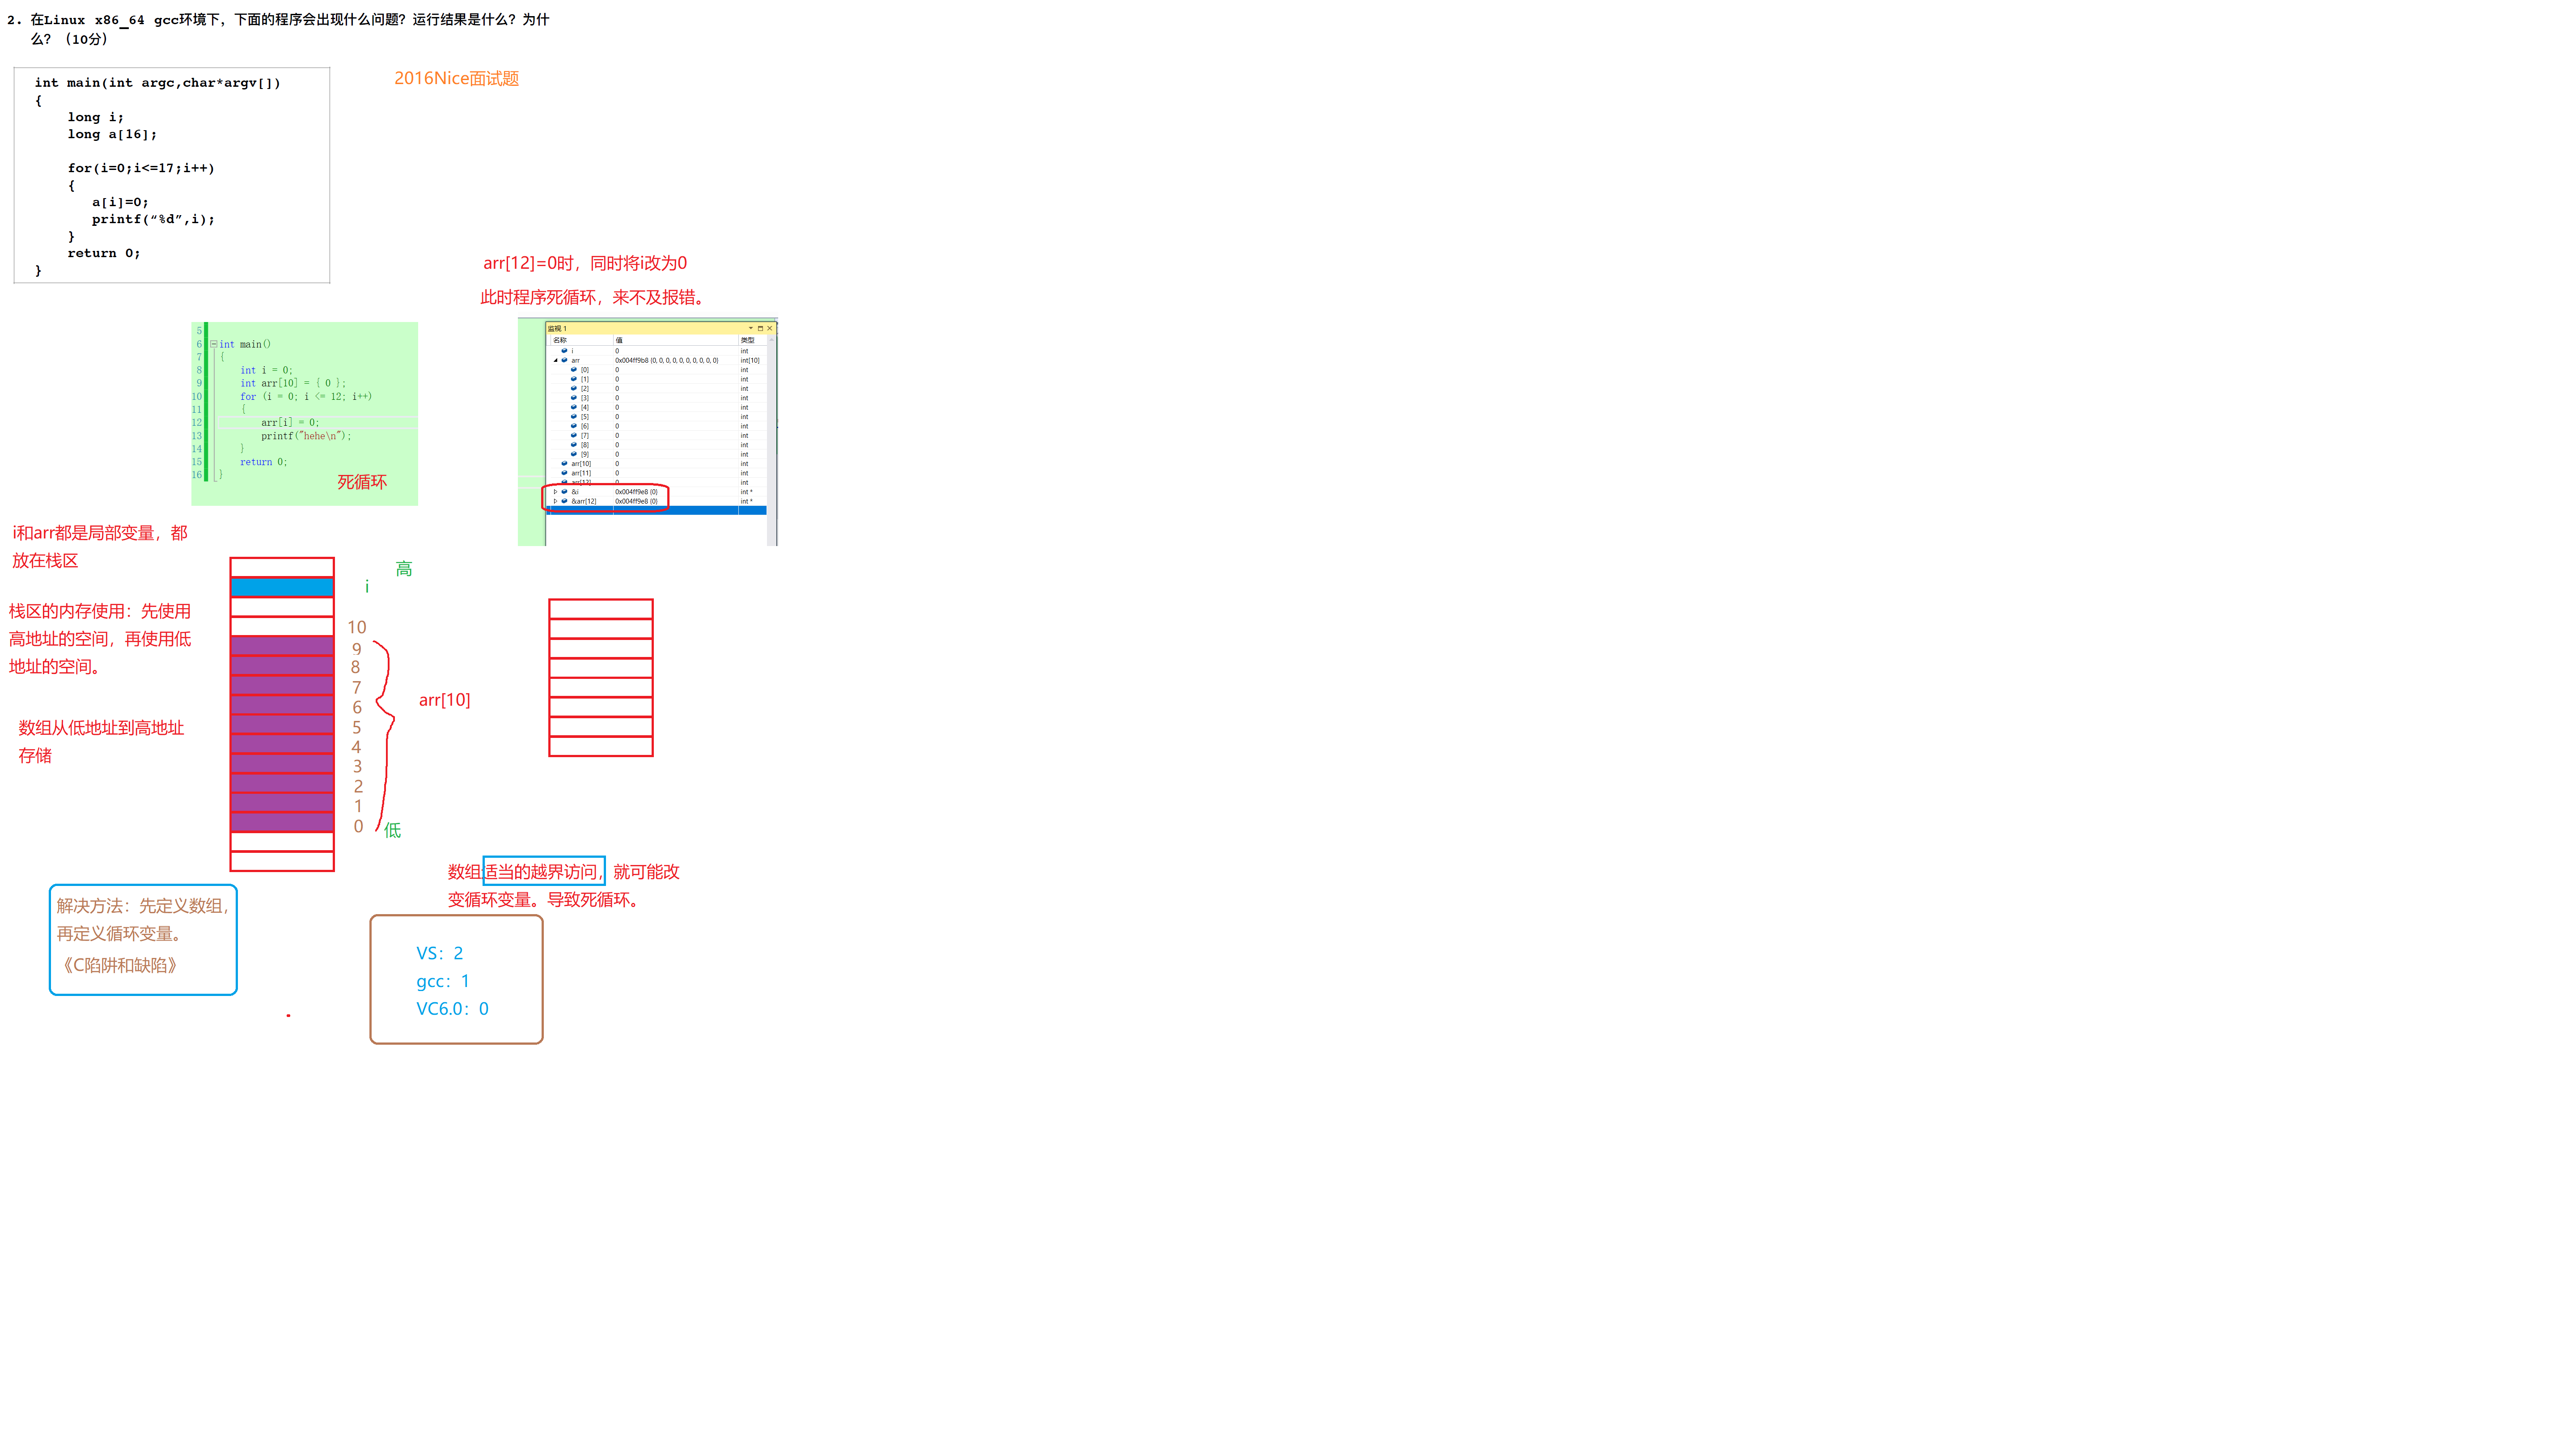 2. 在Linux x86_64 gcc环境下，下面的程序会出现什么问题？运行结果是什么？为什
么？（10分）
int main(int argc,char*argv[])
{
long i;
long a[16];
for(i=0;i<=17;i++)
{
a[i]=0;
printf(“%d”,i);
}
return 0;
}
2016Nice面试题
arr[12]=0时，同时将i改为0
此时程序死循环，来不及报错。
5
6 int main()
7 {
8 int i = 0;
9 int arr[10] = { 0 };
10 for (i = 0; i <= 12; i++)
11 {
12 arr[i] = 0;
13 printf("hehe\n");
14 }
15 return 0;
16 }
死循环
监视 1
名称 值 类型
i 0 int
arr 0x004ff9b8 {0, 0, 0, 0, 0, 0, 0, 0, 0, 0} int[10]
[0] 0 int
[1] 0 int
[2] 0 int
[3] 0 int
[4] 0 int
[5] 0 int
[6] 0 int
[7] 0 int
[8] 0 int
[9] 0 int
arr[10] 0 int
arr[11] 0 int
arr[12] 0 int
&i 0x004ff9e8 {0} int *
&arr[12] 0x004ff9e8 {0} int *
i和arr都是局部变量，都
放在栈区
栈区的内存使用：先使用
高地址的空间，再使用低
地址的空间。
数组从低地址到高地址
存储
高
i
10
9
8
7
6
5
4
3
2
1
0
低
arr[10]
数组适当的越界访问，就可能改
变循环变量。导致死循环。
解决方法：先定义数组，
再定义循环变量。
《C陷阱和缺陷》
VS：2
gcc：1
VC6.0：0